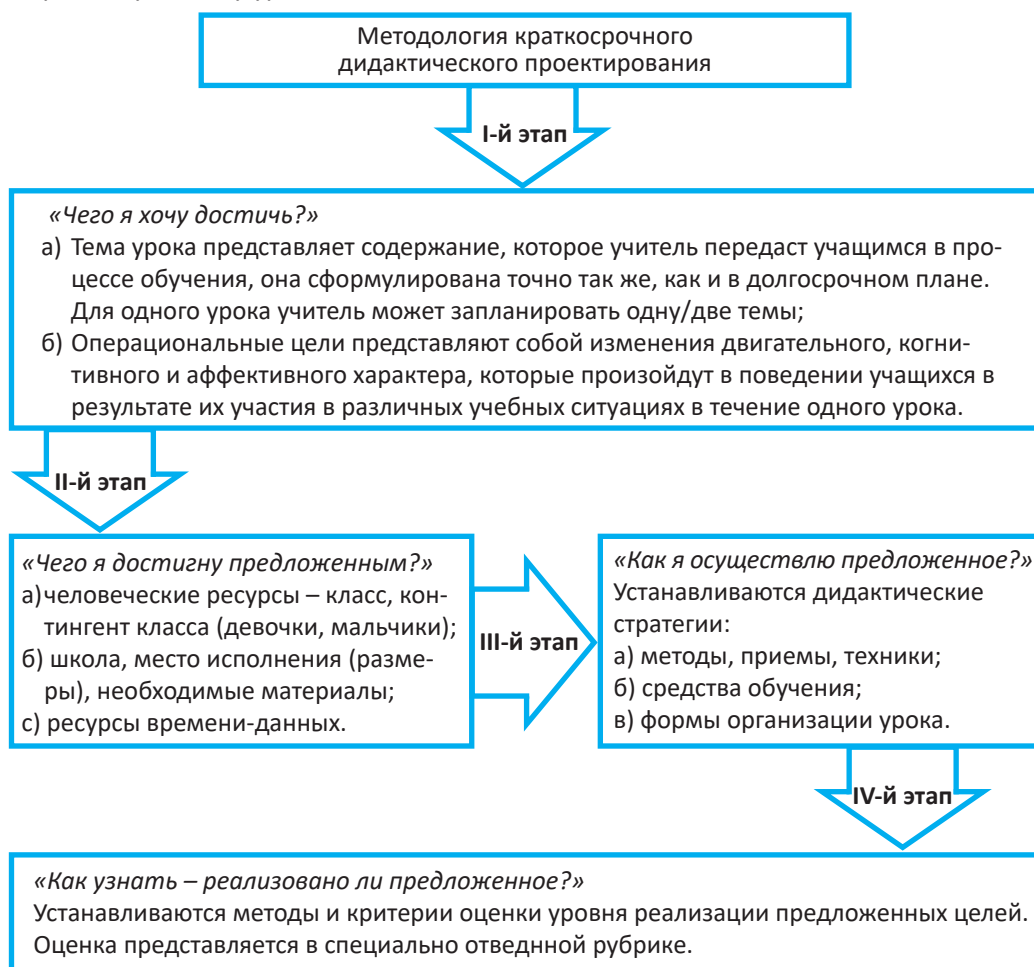 Методология краткосрочного
дидактического проектирования
I-й этап
«Чего я хочу достичь?»
а) Тема урока представляет содержание, которое учитель передаст учащимся в про-
цессе обучения, она сформулирована точно так же, как и в долгосрочном плане.
Для одного урока учитель может запланировать одну/две темы;
б) Операциональные цели представляют собой изменения двигательного, когни-
тивного и аффективного характера, которые произойдут в поведении учащихся в
результате их участия в различных учебных ситуациях в течение одного урока.
II-й этап
«Чего я достигну предложенным?»
а)человеческие ресурсы – класс, кон-
тингент класса (девочки, мальчики);
б) школа, место исполнения (разме-
ры), необходимые материалы;
с) ресурсы времени-данных.
III-й этап
«Как я осуществлю предложенное?»
Устанавливаются дидактические
стратегии:
а) методы, приемы, техники;
б) средства обучения;
в) формы организации урока.
IV-й этап
«Как узнать – реализовано ли предложенное?»
Устанавливаются методы и критерии оценки уровня реализации предложенных целей.
Оценка представляется в специально отведнной рубрике.